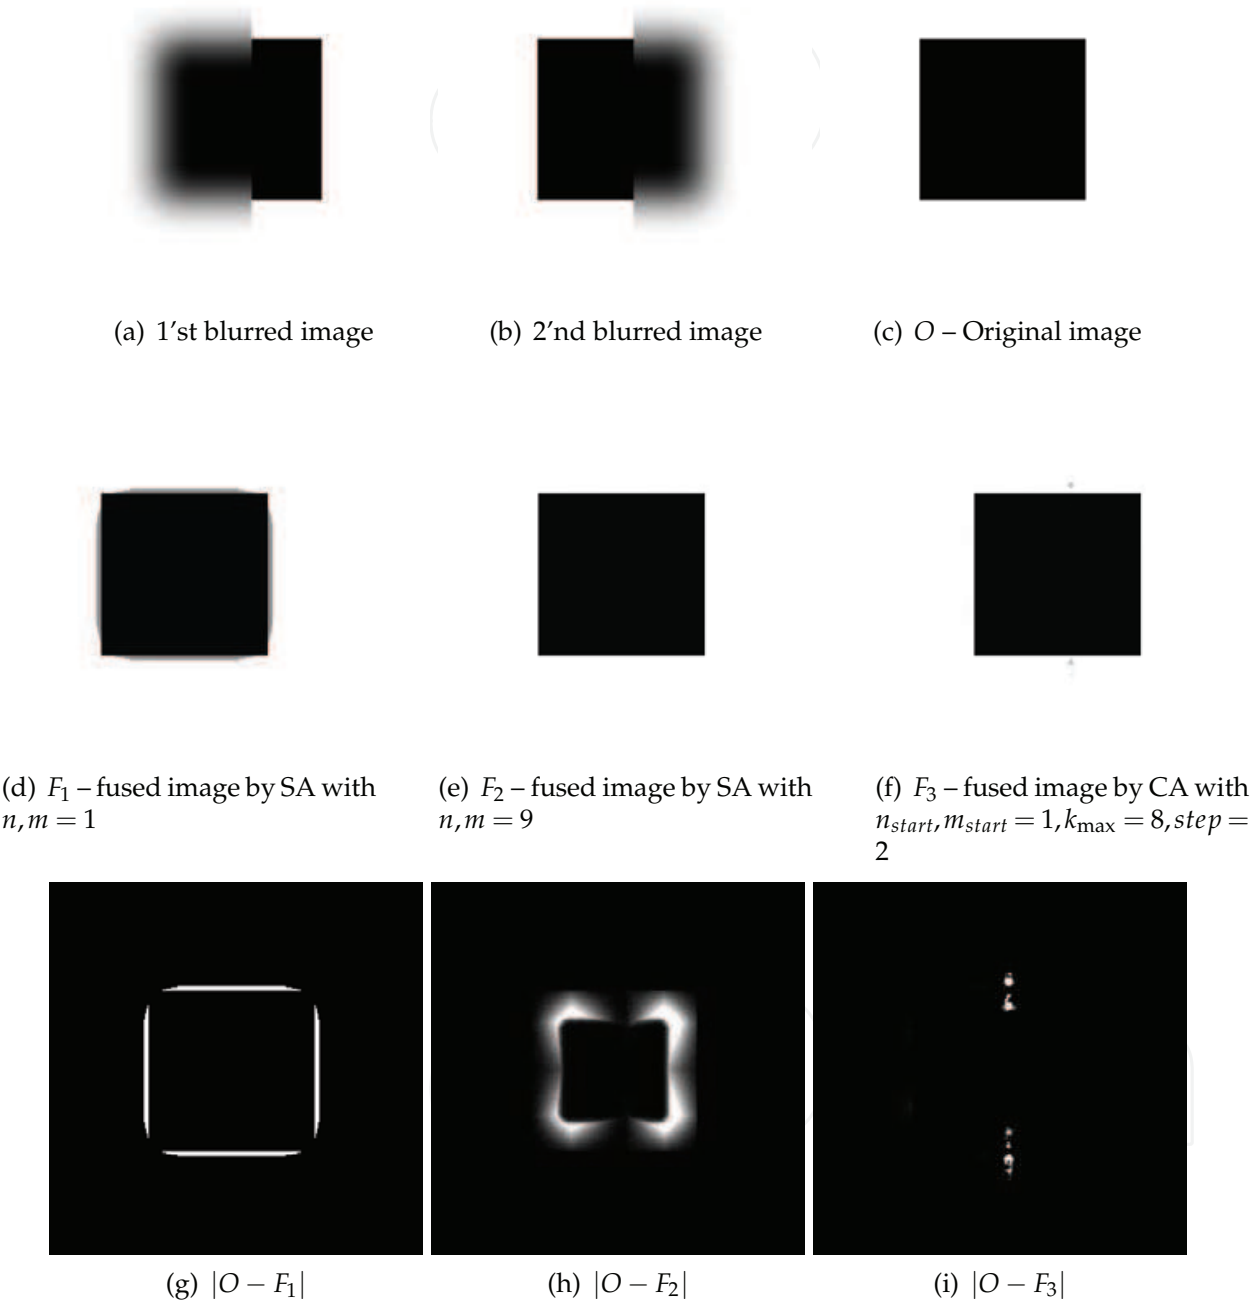 (a) 1'st blurred image
(b) 2'nd blurred image
(c) O – Original image
(d) F₁ – fused image by SA with
n, m = 1
(e) F₂ – fused image by SA with
n, m = 9
(f) F₃ – fused image by CA with
nₛₜₐᵣₜ, mₛₜₐᵣₜ = 1, kₘₐₓ = 8, step =
2
(g) |O − F₁|
(h) |O − F₂|
(i) |O − F₃|